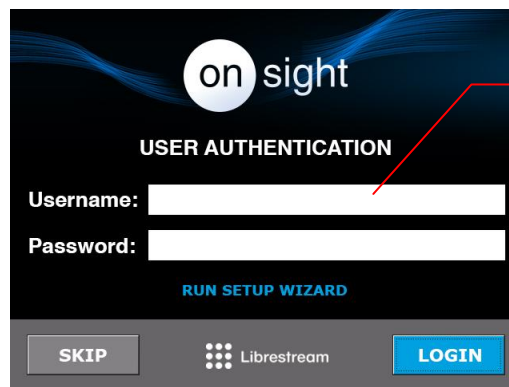 on sight
USER AUTHENTICATION
Username:
Password:
RUN SETUP WIZARD
SKIP
Librestream
LOGIN